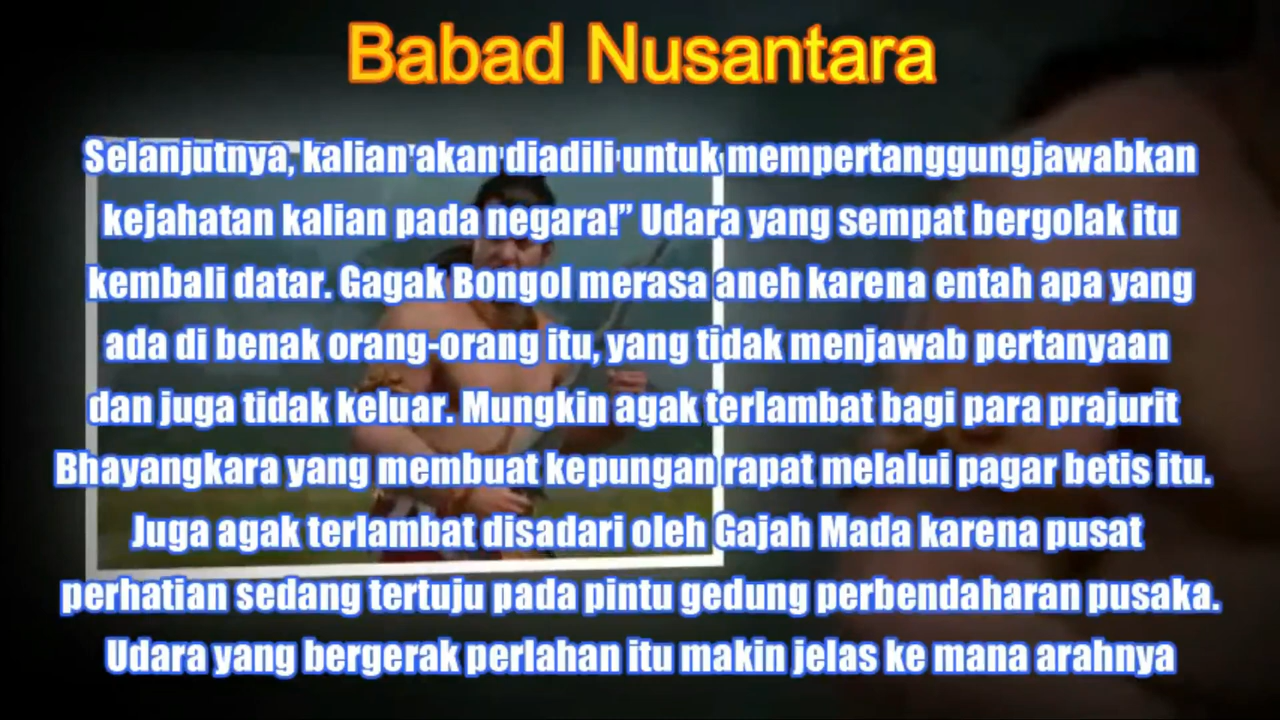 Babad Nusantara
Selanjutnya, kalian akan diadili untuk mempertanggungjawabkan
kejahatan kalian pada negara!” Udara yang sempat bergolak itu
kembali datar. Gagak Bongol merasa aneh karena entah apa yang
ada di benak orang-orang itu, yang tidak menjawab pertanyaan
dan juga tidak keluar. Mungkin agak terlambat bagi para prajurit
Bhayangkara yang membuat kepungan rapat melalui pagar betis itu.
Juga agak terlambat disadari oleh Gajah Mada karena pusat
perhatian sedang tertuju pada pintu gedung perbendaharan pusaka.
Udara yang bergerak perlahan itu makin jelas ke mana arahnya